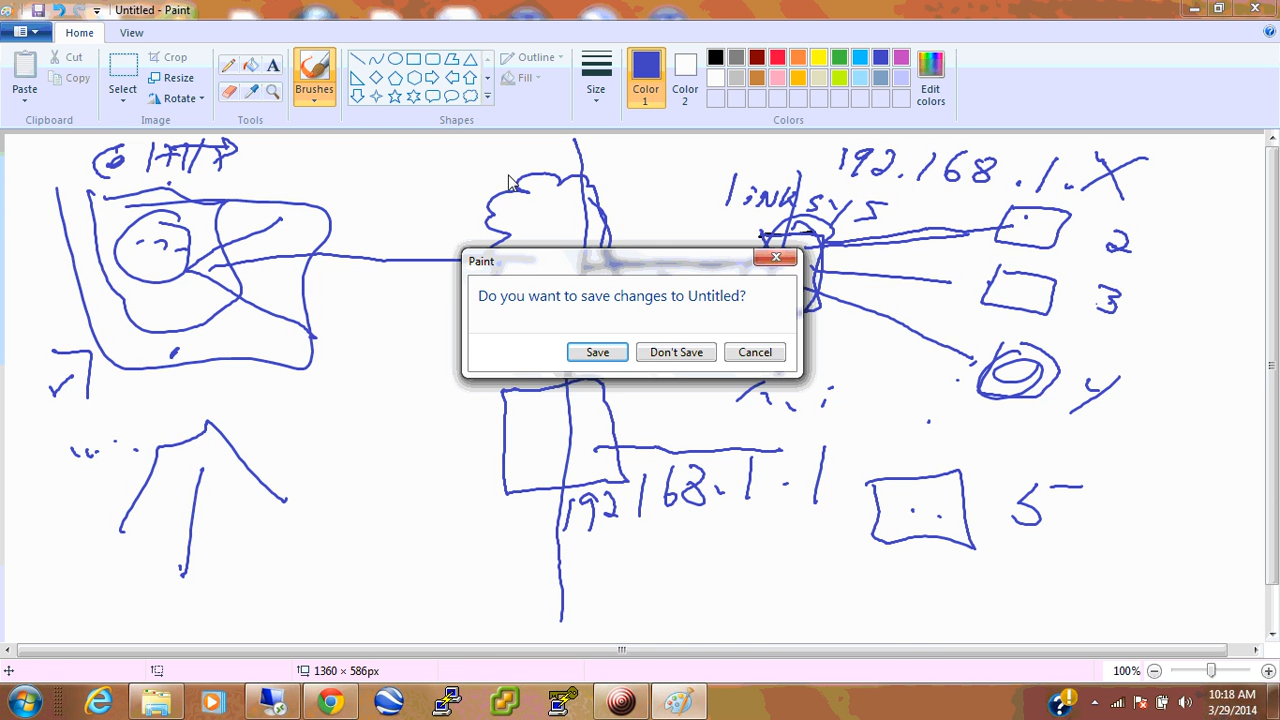 Untitled - Paint
Home
View
Paste
Cut
Copy
Clipboard
Select
Crop
Resize
Rotate
Image
Tools
Brushes
Outline
Fill
Shapes
Size
Color 1
Color 2
Edit colors
Colors
192.168.1.X
linksys
2
Paint
Do you want to save changes to Untitled?
Save
Don't Save
Cancel
3
4
192 168.1.1
5
1360 × 586px
100%
10:18 AM
3/29/2014